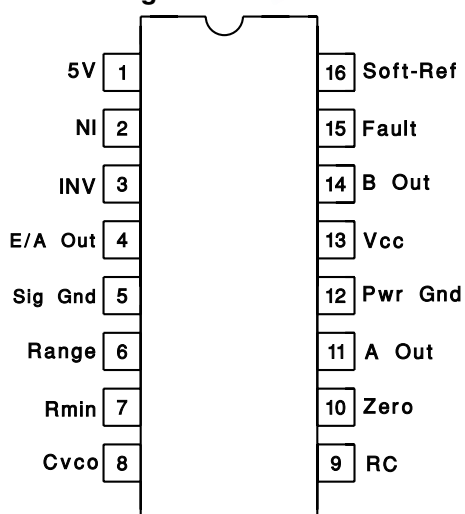 5V 1 16 Soft-Ref
NI 2 15 Fault
INV 3 14 B Out
E/A Out 4 13 Vcc
Sig Gnd 5 12 Pwr Gnd
Range 6 11 A Out
Rmin 7 10 Zero
Cvco 8 9 RC